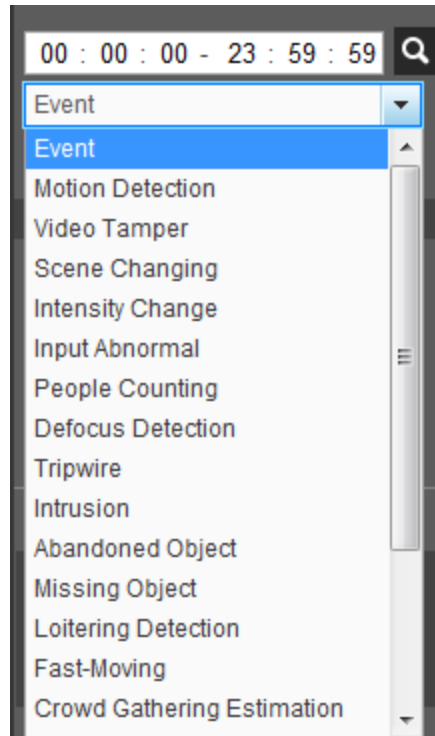 00 : 00 : 00 - 23 : 59 : 59
Event
Event
Motion Detection
Video Tamper
Scene Changing
Intensity Change
Input Abnormal
People Counting
Defocus Detection
Tripwire
Intrusion
Abandoned Object
Missing Object
Loitering Detection
Fast-Moving
Crowd Gathering Estimation